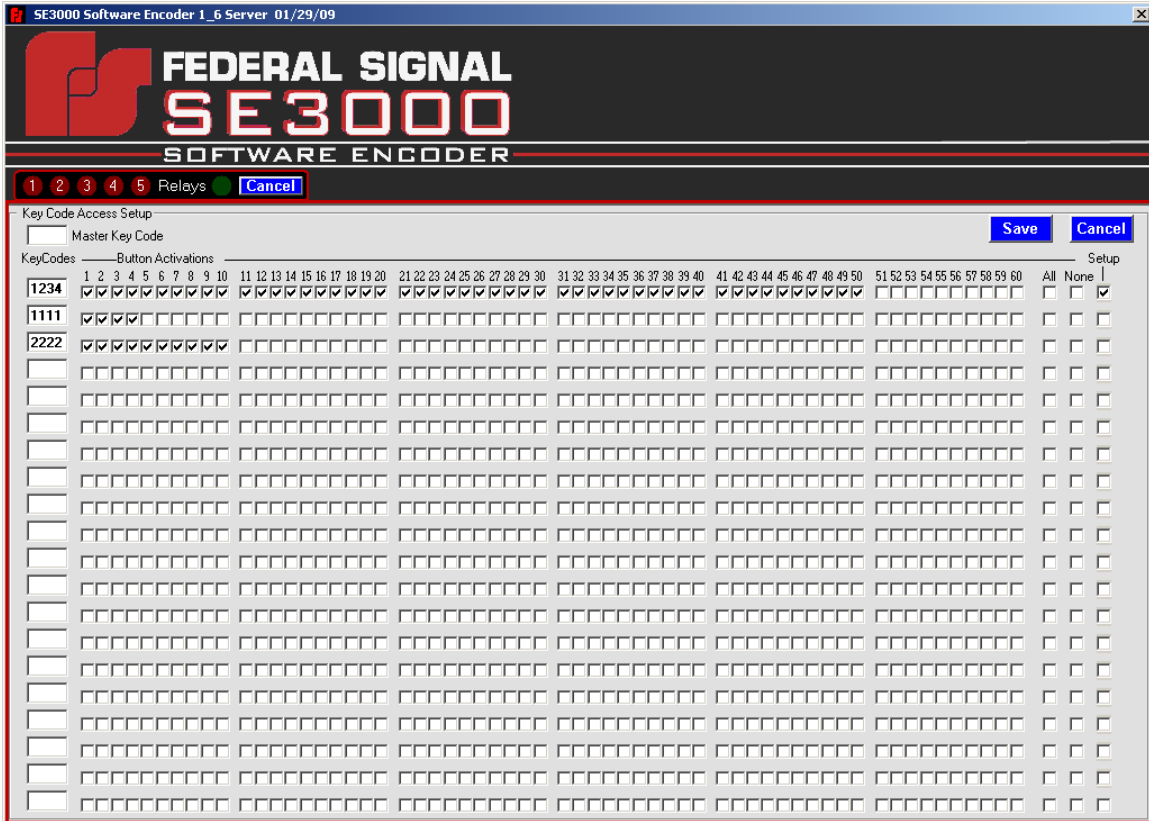 SE3000 Software Encoder 1_6 Server 01/29/09
FEDERAL SIGNAL
SE3000
SOFTWARE ENCODER
1 2 3 4 5 Relays Cancel
Key Code Access Setup
Master Key Code Save Cancel
KeyCodes Button Activations Setup
1 2 3 4 5 6 7 8 9 10 11 12 13 14 15 16 17 18 19 20 21 22 23 24 25 26 27 28 29 30 31 32 33 34 35 36 37 38 39 40 41 42 43 44 45 46 47 48 49 50 51 52 53 54 55 56 57 58 59 60 All None
1234
1111
2222